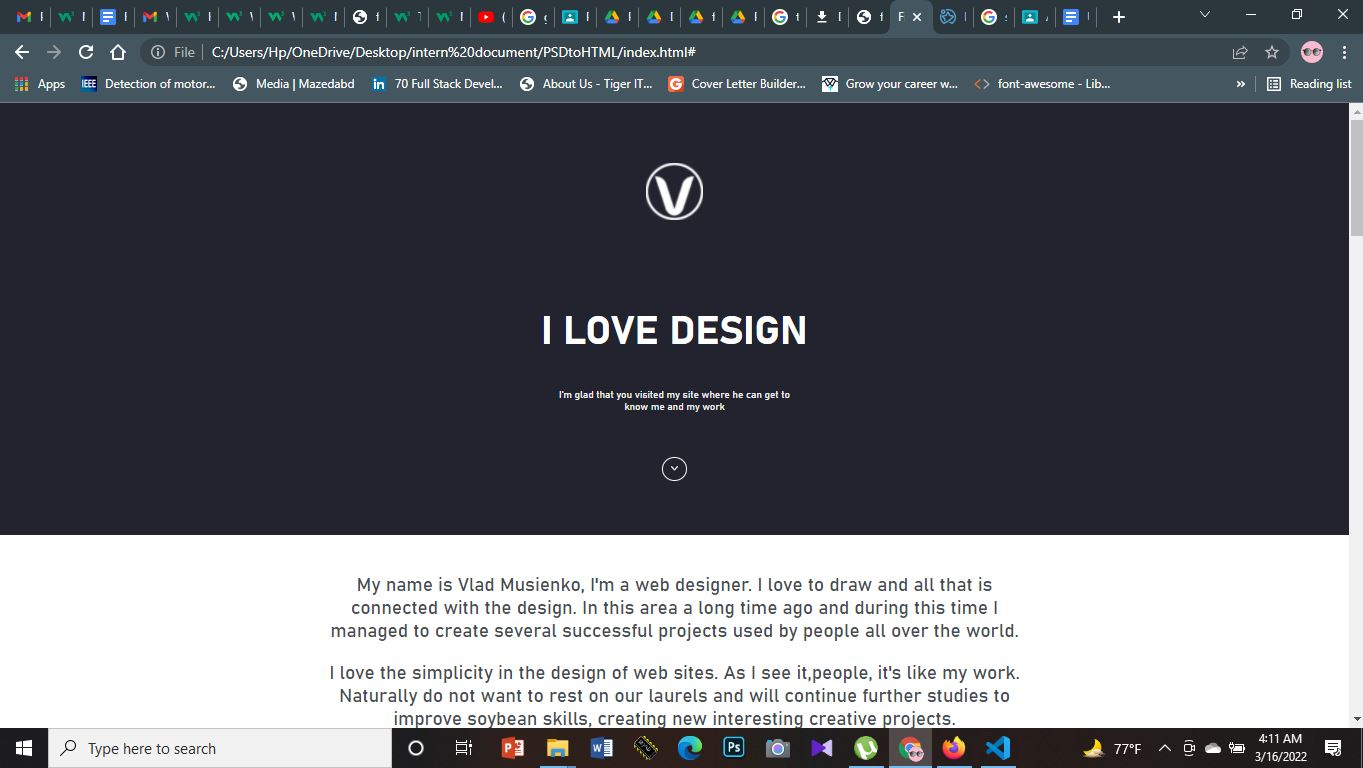 File
C:/Users/Hp/OneDrive/Desktop/intern%20document/PSDtoHTML/index.html#
Apps
IEEE
Detection of motor...
Media | Mazedabd
in
70 Full Stack Devel...
About Us - Tiger IT...
Cover Letter Builder...
Grow your career w...
font-awesome - Lib...
»
Reading list
V
I LOVE DESIGN
I'm glad that you visited my site where he can get to
know me and my work
My name is Vlad Musienko, I'm a web designer. I love to draw and all that is
connected with the design. In this area a long time ago and during this time I
managed to create several successful projects used by people all over the world.
I love the simplicity in the design of web sites. As I see it,people, it's like my work.
Naturally do not want to rest on our laurels and will continue further studies to
improve soybean skills, creating new interesting creative projects.
Type here to search
Ps
77°F
4:11 AM
3/16/2022